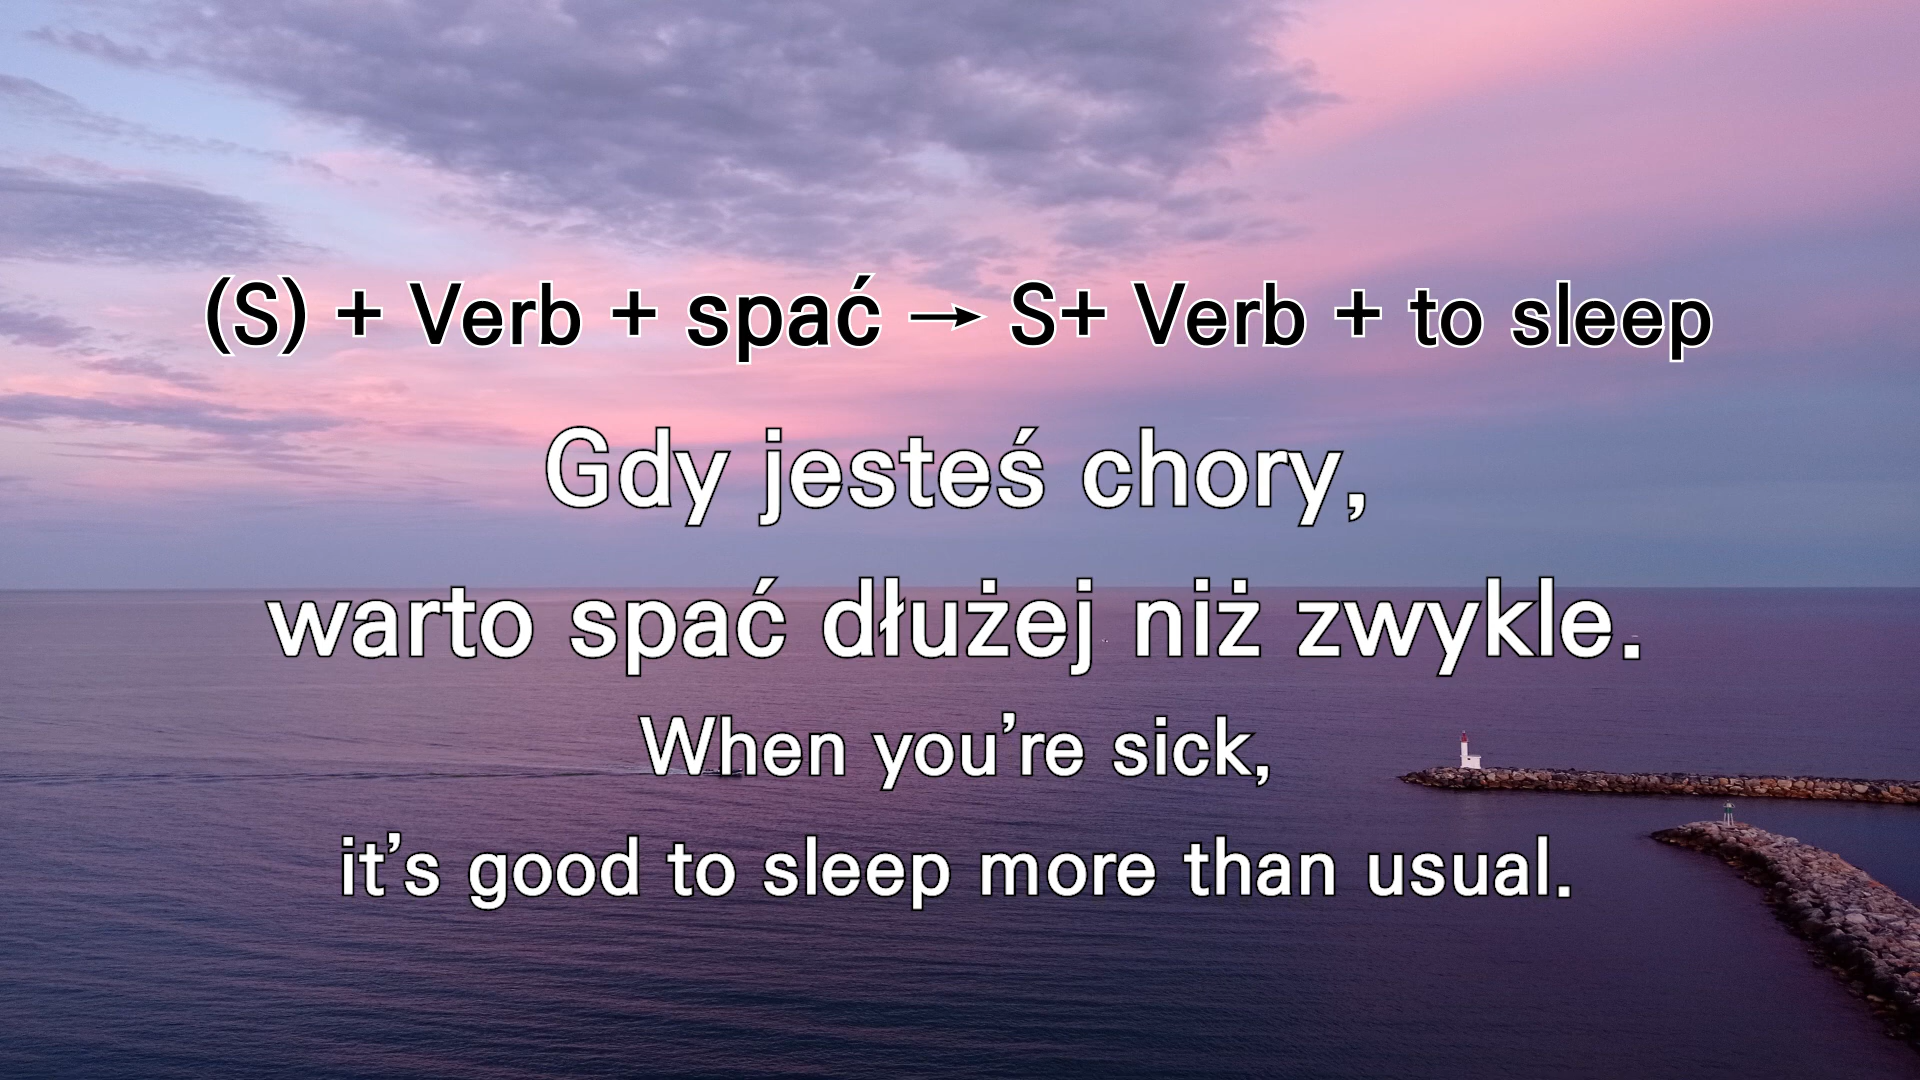 (S) + Verb + spać → S+ Verb + to sleep
Gdy jesteś chory,
warto spać dłużej niż zwykle.
When you’re sick,
it’s good to sleep more than usual.